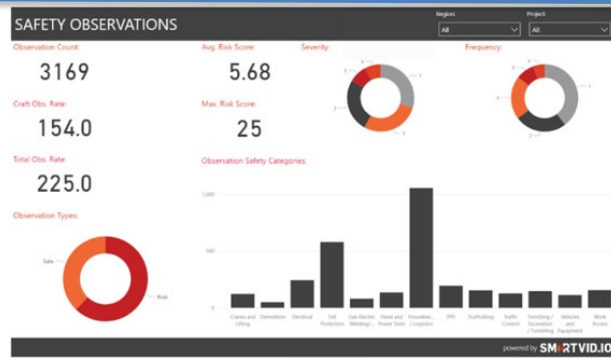 SAFETY OBSERVATIONS
Region:
Project:
All
All
Observation Count:
3169
Avg. Risk Score:
5.68
Severity:
Frequency:
Craft Obs. Rate:
154.0
Max. Risk Score:
25
Total Obs. Rate:
225.0
Observation Safety Categories:
1,000
500
0
Observation Types:
Safe
Risk
Cranes and Lifting
Demolition
Electrical
Fall Protection
Gas-Electric Welding/...
Hand and Power Tools
Housekee... / Logistics
PPE
Scaffolding
Traffic Control
Trenching / Excavation / Tunneling
Vehicles and Equipment
Work Access
powered by SMARTVID.IO